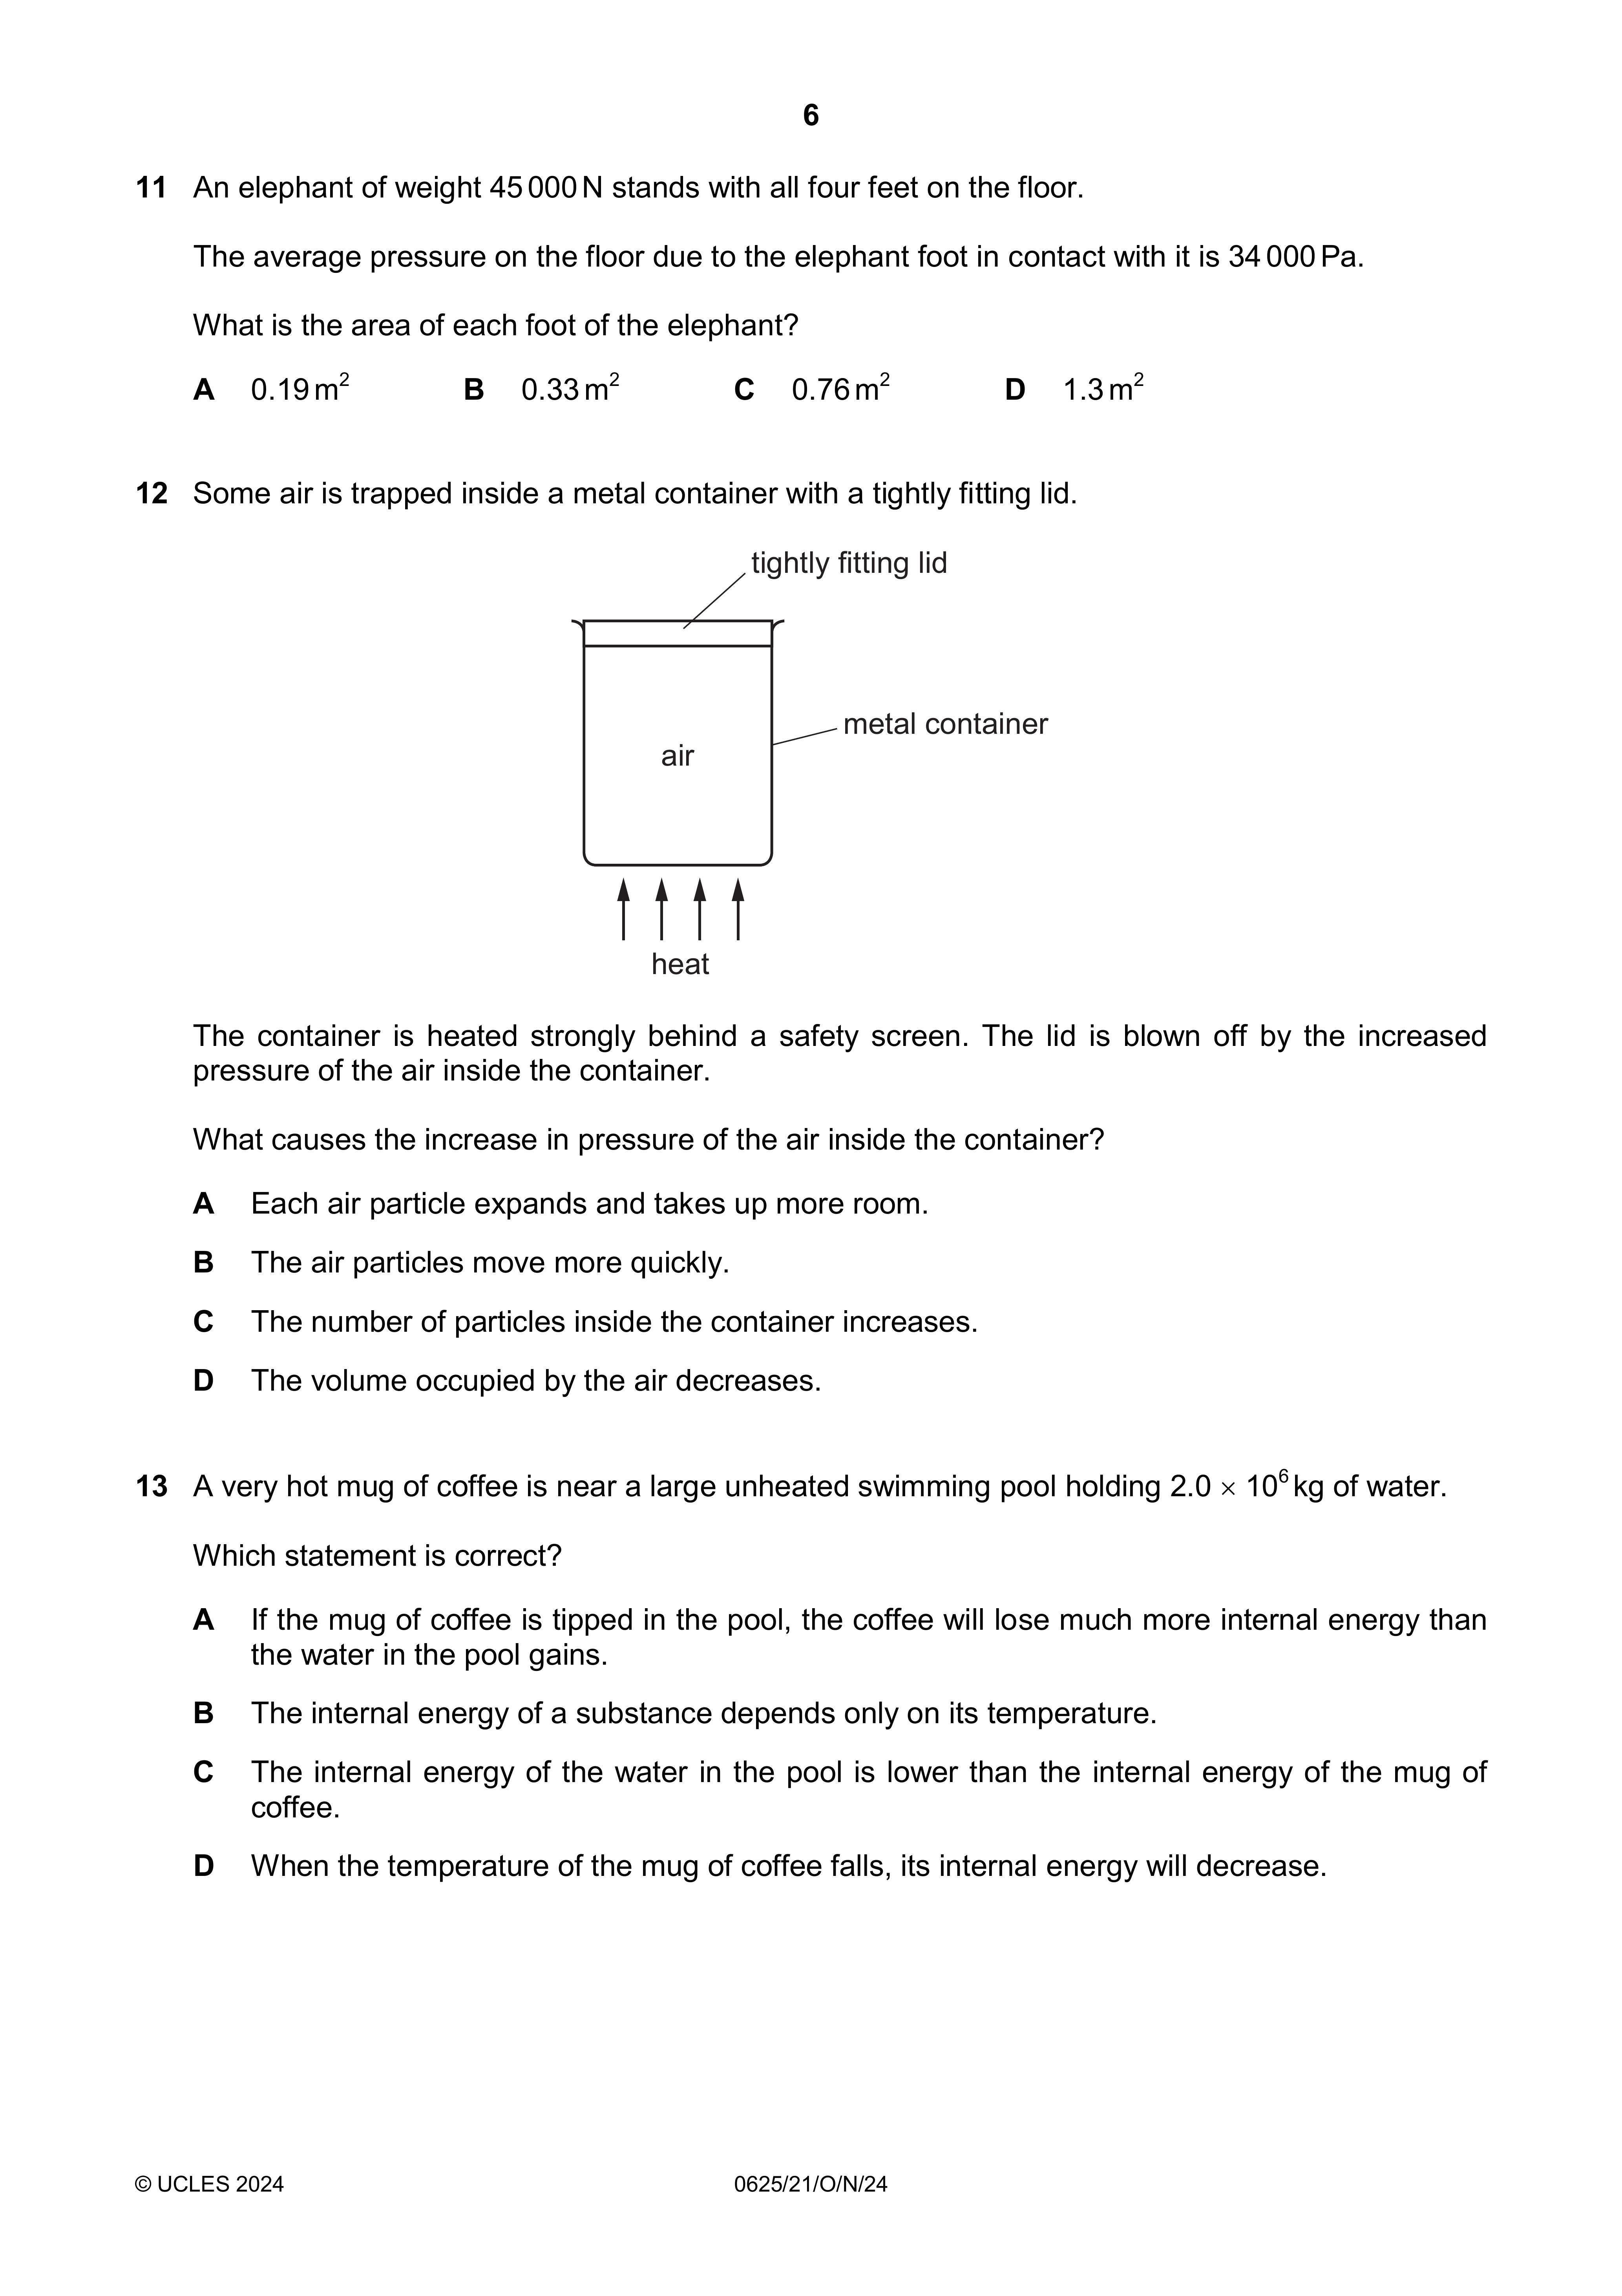 6
11 An elephant of weight 45 000 N stands with all four feet on the floor.
The average pressure on the floor due to the elephant foot in contact with it is 34 000 Pa.
What is the area of each foot of the elephant?
A 0.19 m² B 0.33 m² C 0.76 m² D 1.3 m²
12 Some air is trapped inside a metal container with a tightly fitting lid.
tightly fitting lid
metal container
air
heat
The container is heated strongly behind a safety screen. The lid is blown off by the increased
pressure of the air inside the container.
What causes the increase in pressure of the air inside the container?
A Each air particle expands and takes up more room.
B The air particles move more quickly.
C The number of particles inside the container increases.
D The volume occupied by the air decreases.
13 A very hot mug of coffee is near a large unheated swimming pool holding 2.0 × 10⁶ kg of water.
Which statement is correct?
A If the mug of coffee is tipped in the pool, the coffee will lose much more internal energy than
the water in the pool gains.
B The internal energy of a substance depends only on its temperature.
C The internal energy of the water in the pool is lower than the internal energy of the mug of
coffee.
D When the temperature of the mug of coffee falls, its internal energy will decrease.
© UCLES 2024 0625/21/O/N/24